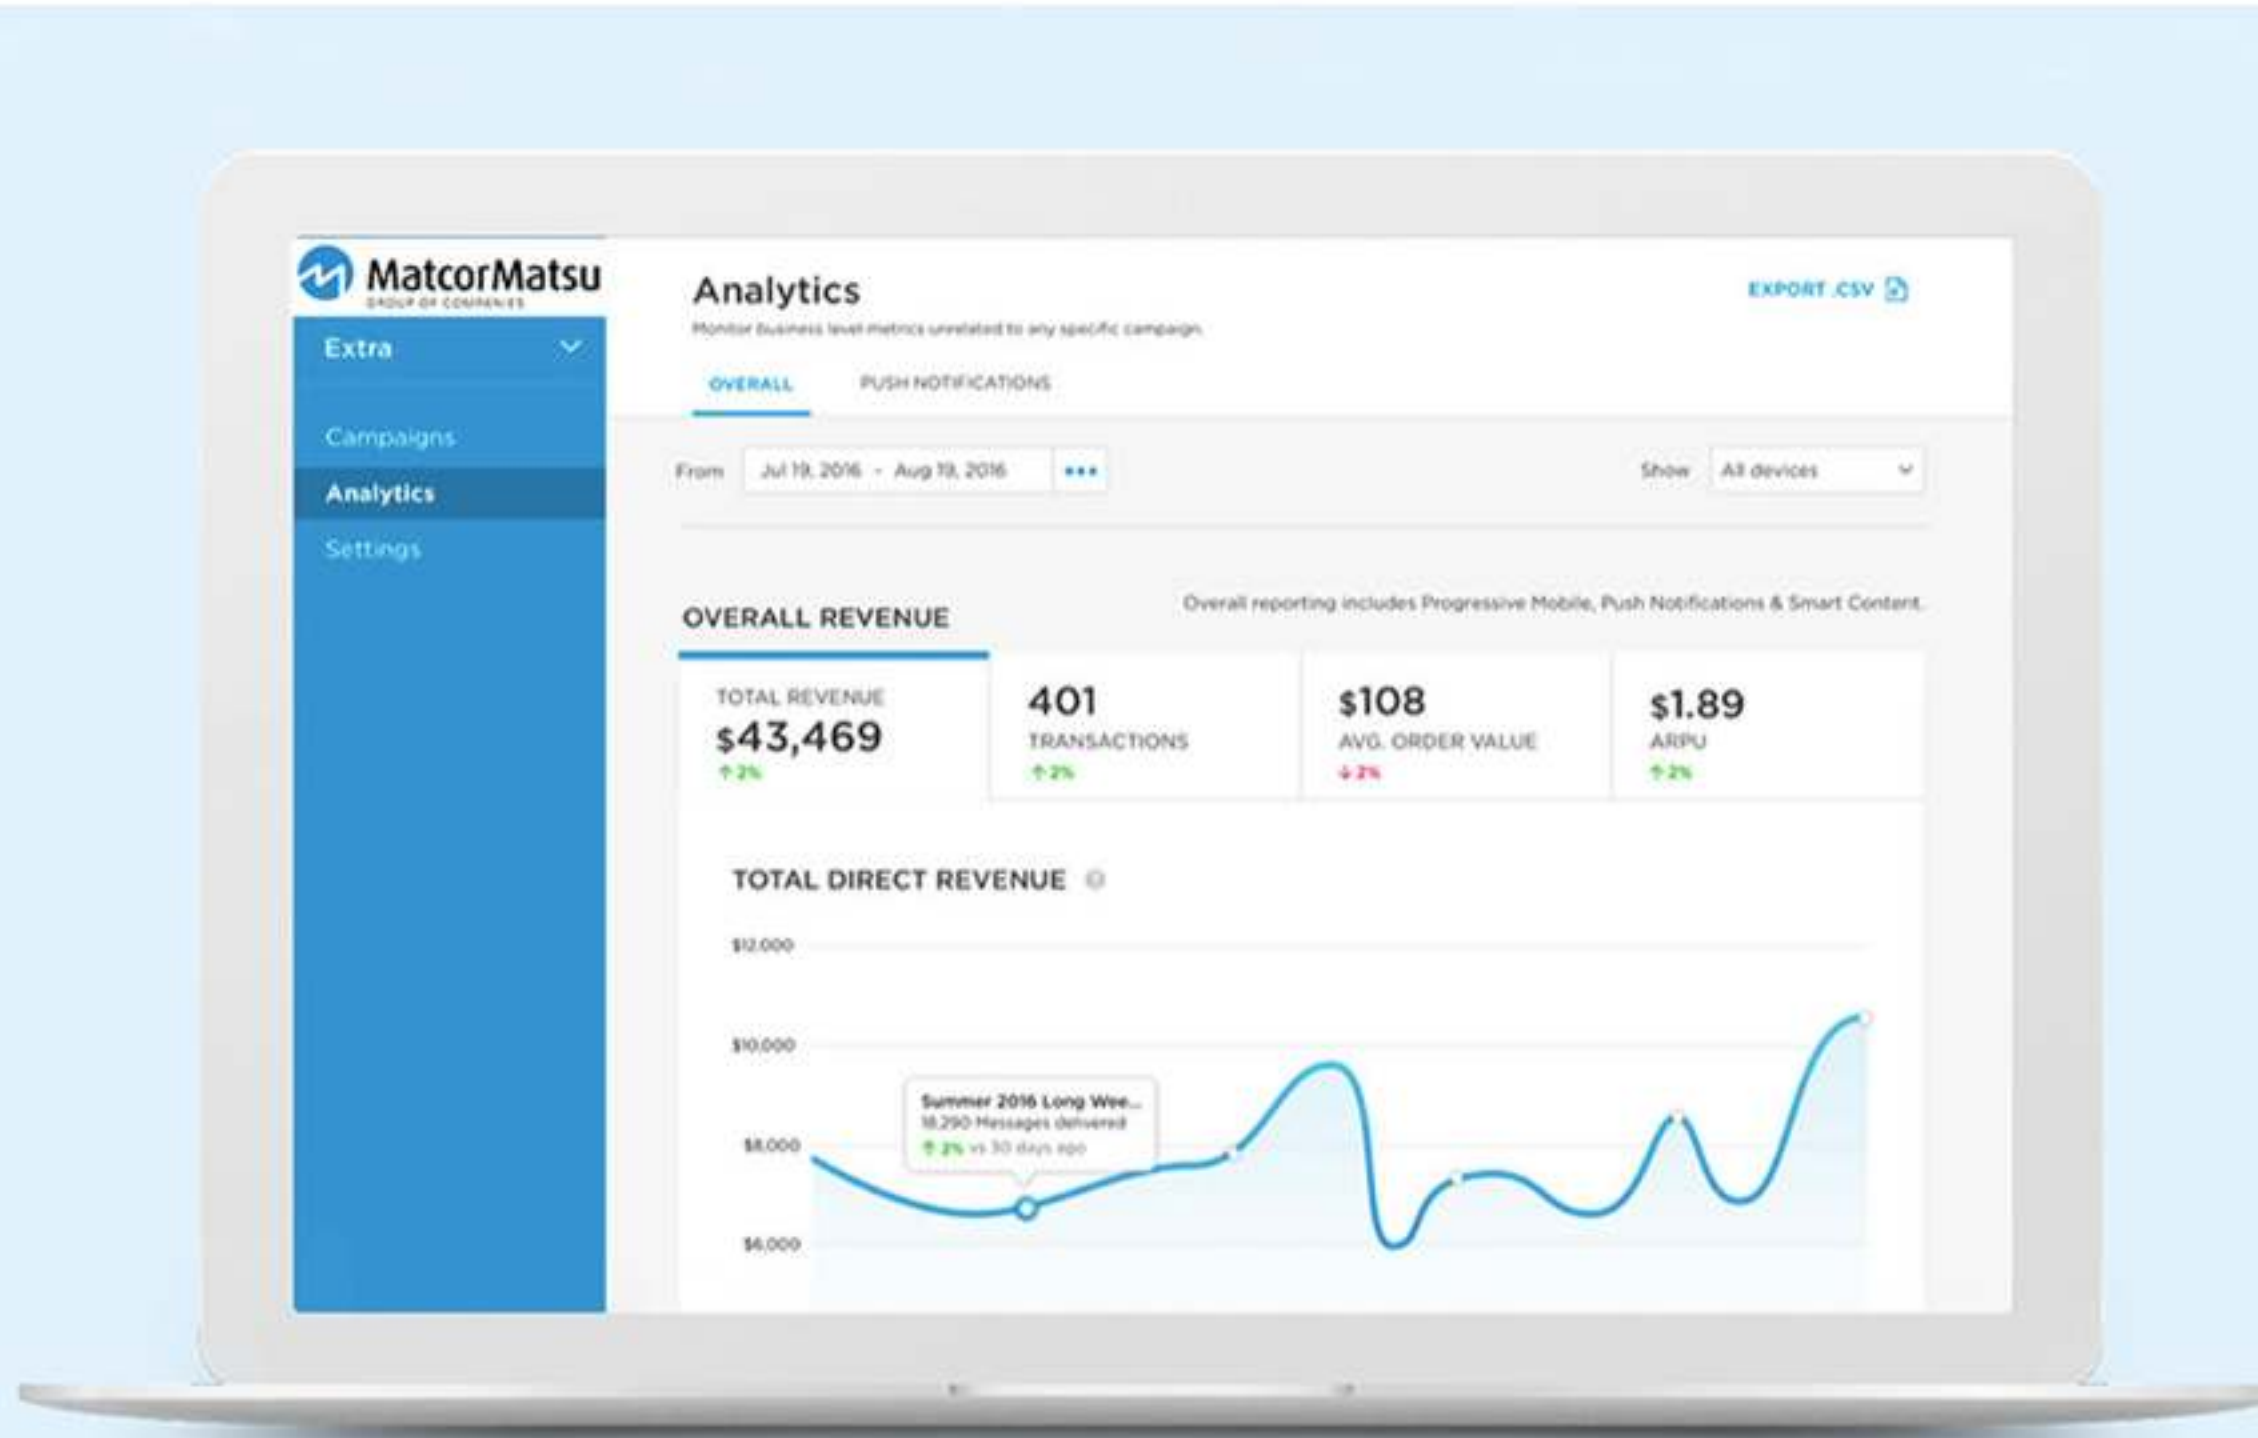 MatcorMatsu
GROUP OF COMPANIES
Extra
Campaigns
Analytics
Settings
Analytics
Monitor business level metrics unrelated to any specific campaign.
EXPORT .CSV
OVERALL PUSH NOTIFICATIONS
From Jul 19, 2016 - Aug 19, 2016
Show All devices
OVERALL REVENUE
Overall reporting includes Progressive Mobile, Push Notifications & Smart Content.
TOTAL REVENUE
$43,469
2%
401
TRANSACTIONS
2%
$108
AVG. ORDER VALUE
2%
$1.89
ARPU
2%
TOTAL DIRECT REVENUE
$12,000
$10,000
$8,000
$6,000
Summer 2016 Long Wee...
18,290 Messages delivered
2% vs 30 days ago